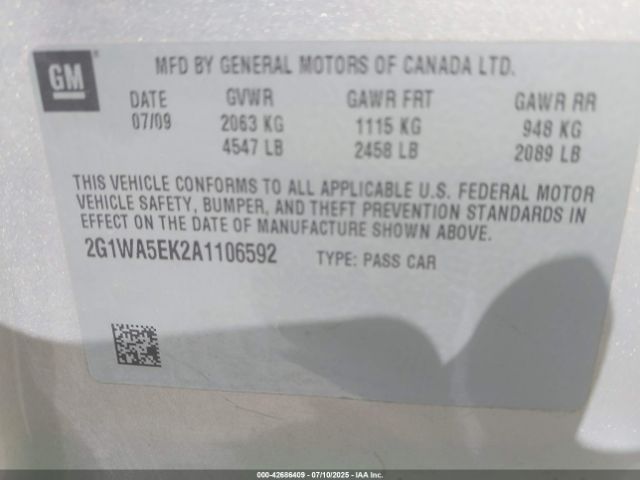 GM
MFD BY GENERAL MOTORS OF CANADA LTD.
DATE GVWR GAWR FRT GAWR RR
07/09 2063 KG 1115 KG 948 KG
4547 LB 2458 LB 2089 LB
THIS VEHICLE CONFORMS TO ALL APPLICABLE U.S. FEDERAL MOTOR
VEHICLE SAFETY, BUMPER, AND THEFT PREVENTION STANDARDS IN
EFFECT ON THE DATE OF MANUFACTURE SHOWN ABOVE.
2G1WA5EK2A1106592 TYPE: PASS CAR
000-42686409 - 07/10/2025 - IAA Inc.